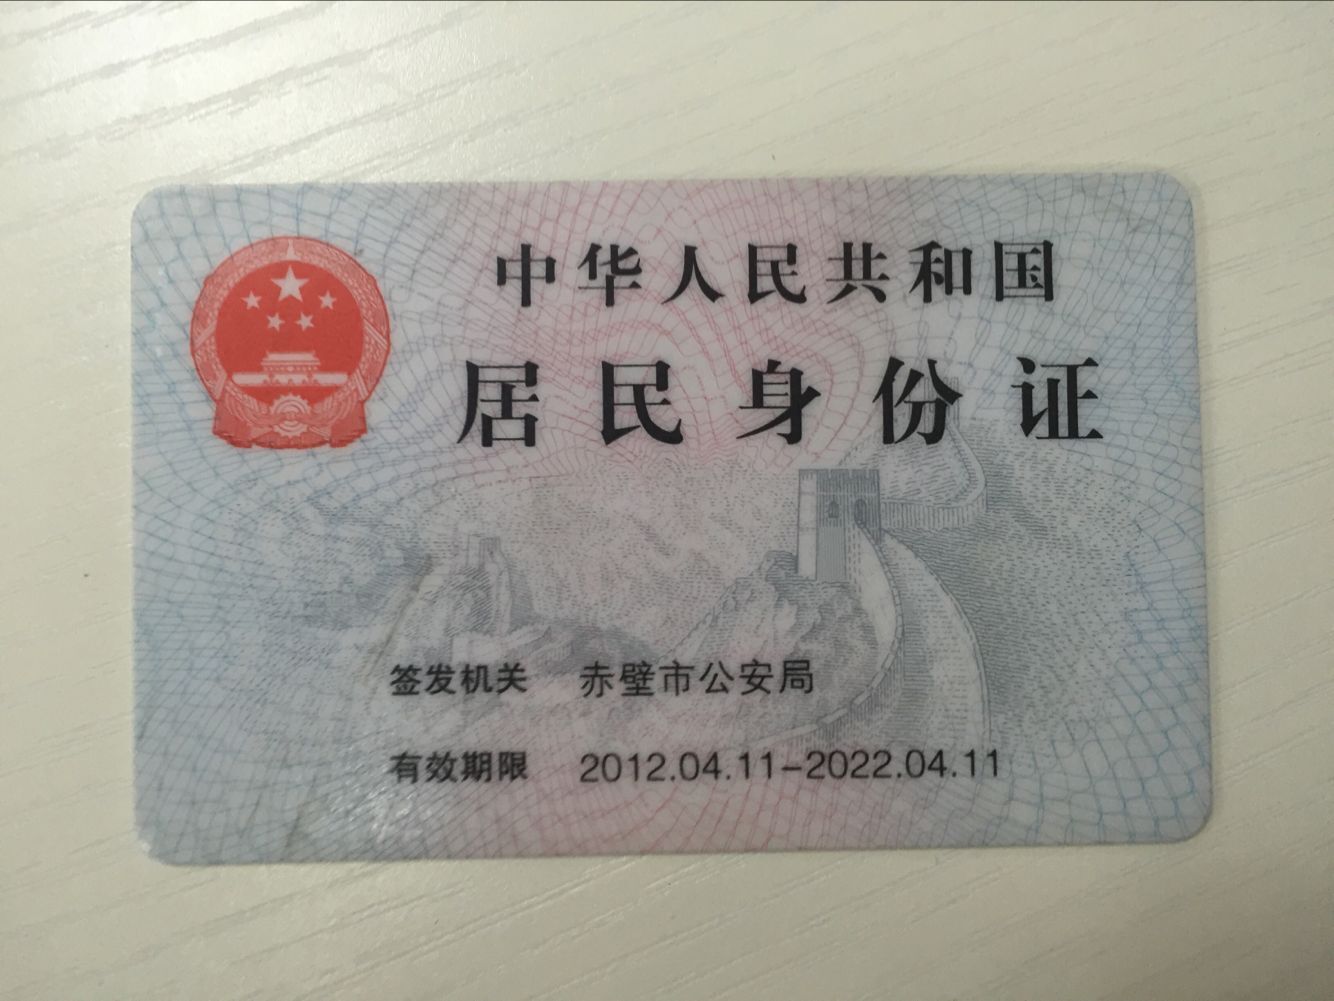 中华人民共和国
居民身份证
签发机关 赤壁市公安局
有效期限 2012.04.11-2022.04.11